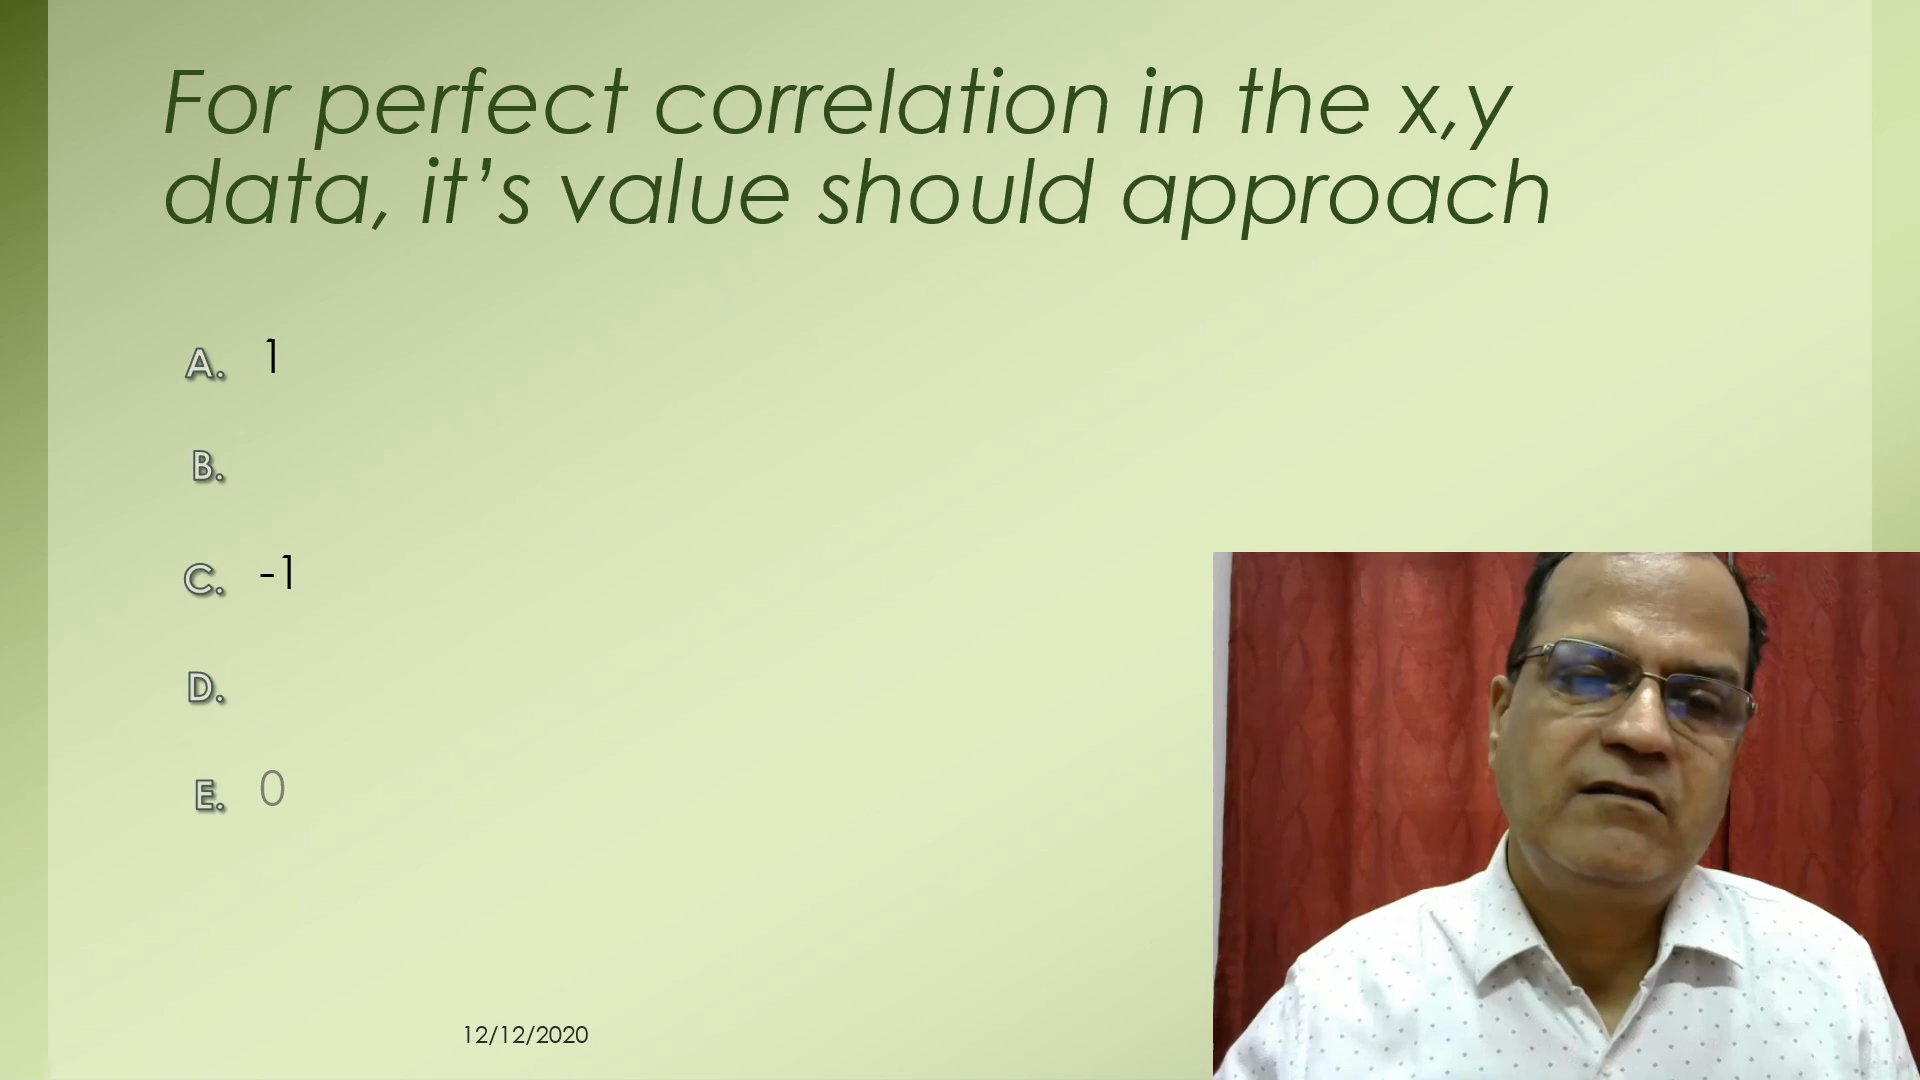 For perfect correlation in the x,y
data, it’s value should approach
A. 1
B.
C. -1
D.
E. 0
12/12/2020